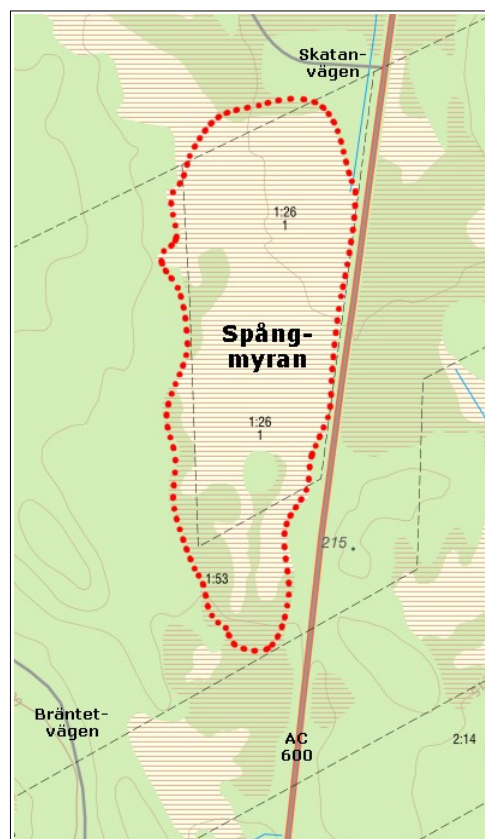 Skatan-
vägen
1:26
1
Spång-
myran
1:26
1
215
1:53
Bräntet-
vägen
AC
600
2:14